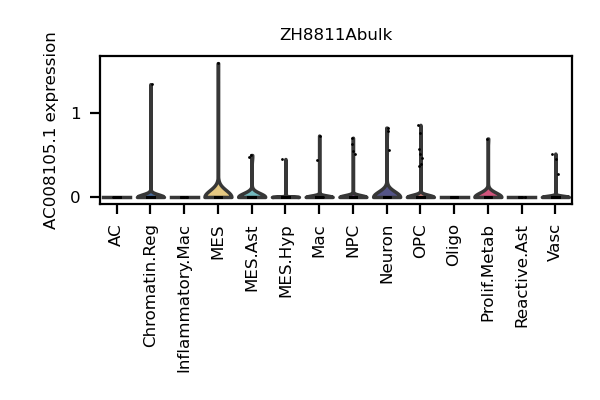 ZH8811Abulk
AC008105.1 expression
1
0
AC
Chromatin.Reg
Inflammatory.Mac
MES
MES.Ast
MES.Hyp
Mac
NPC
Neuron
OPC
Oligo
Prolif.Metab
Reactive.Ast
Vasc